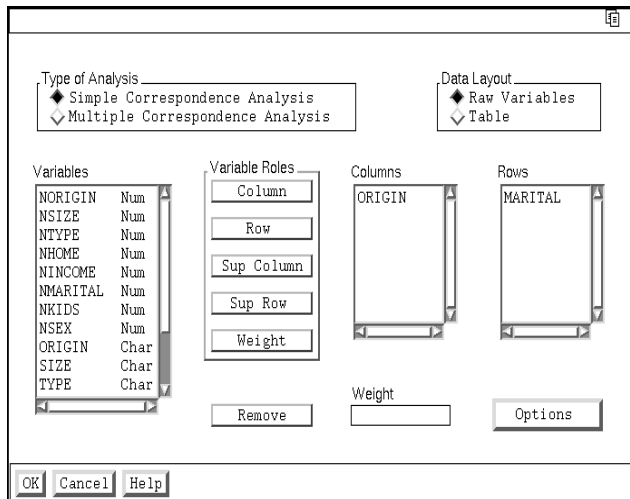 Type of Analysis
Simple Correspondence Analysis
Multiple Correspondence Analysis
Data Layout
Raw Variables
Table
Variables
NORIGIN Num
NSIZE Num
NTYPE Num
NHOME Num
NINCOME Num
NMARITAL Num
NKIDS Num
NSEX Num
ORIGIN Char
SIZE Char
TYPE Char
Variable Roles
Column
Row
Sup Column
Sup Row
Weight
Remove
Columns
ORIGIN
Rows
MARITAL
Weight
Options
OK Cancel Help